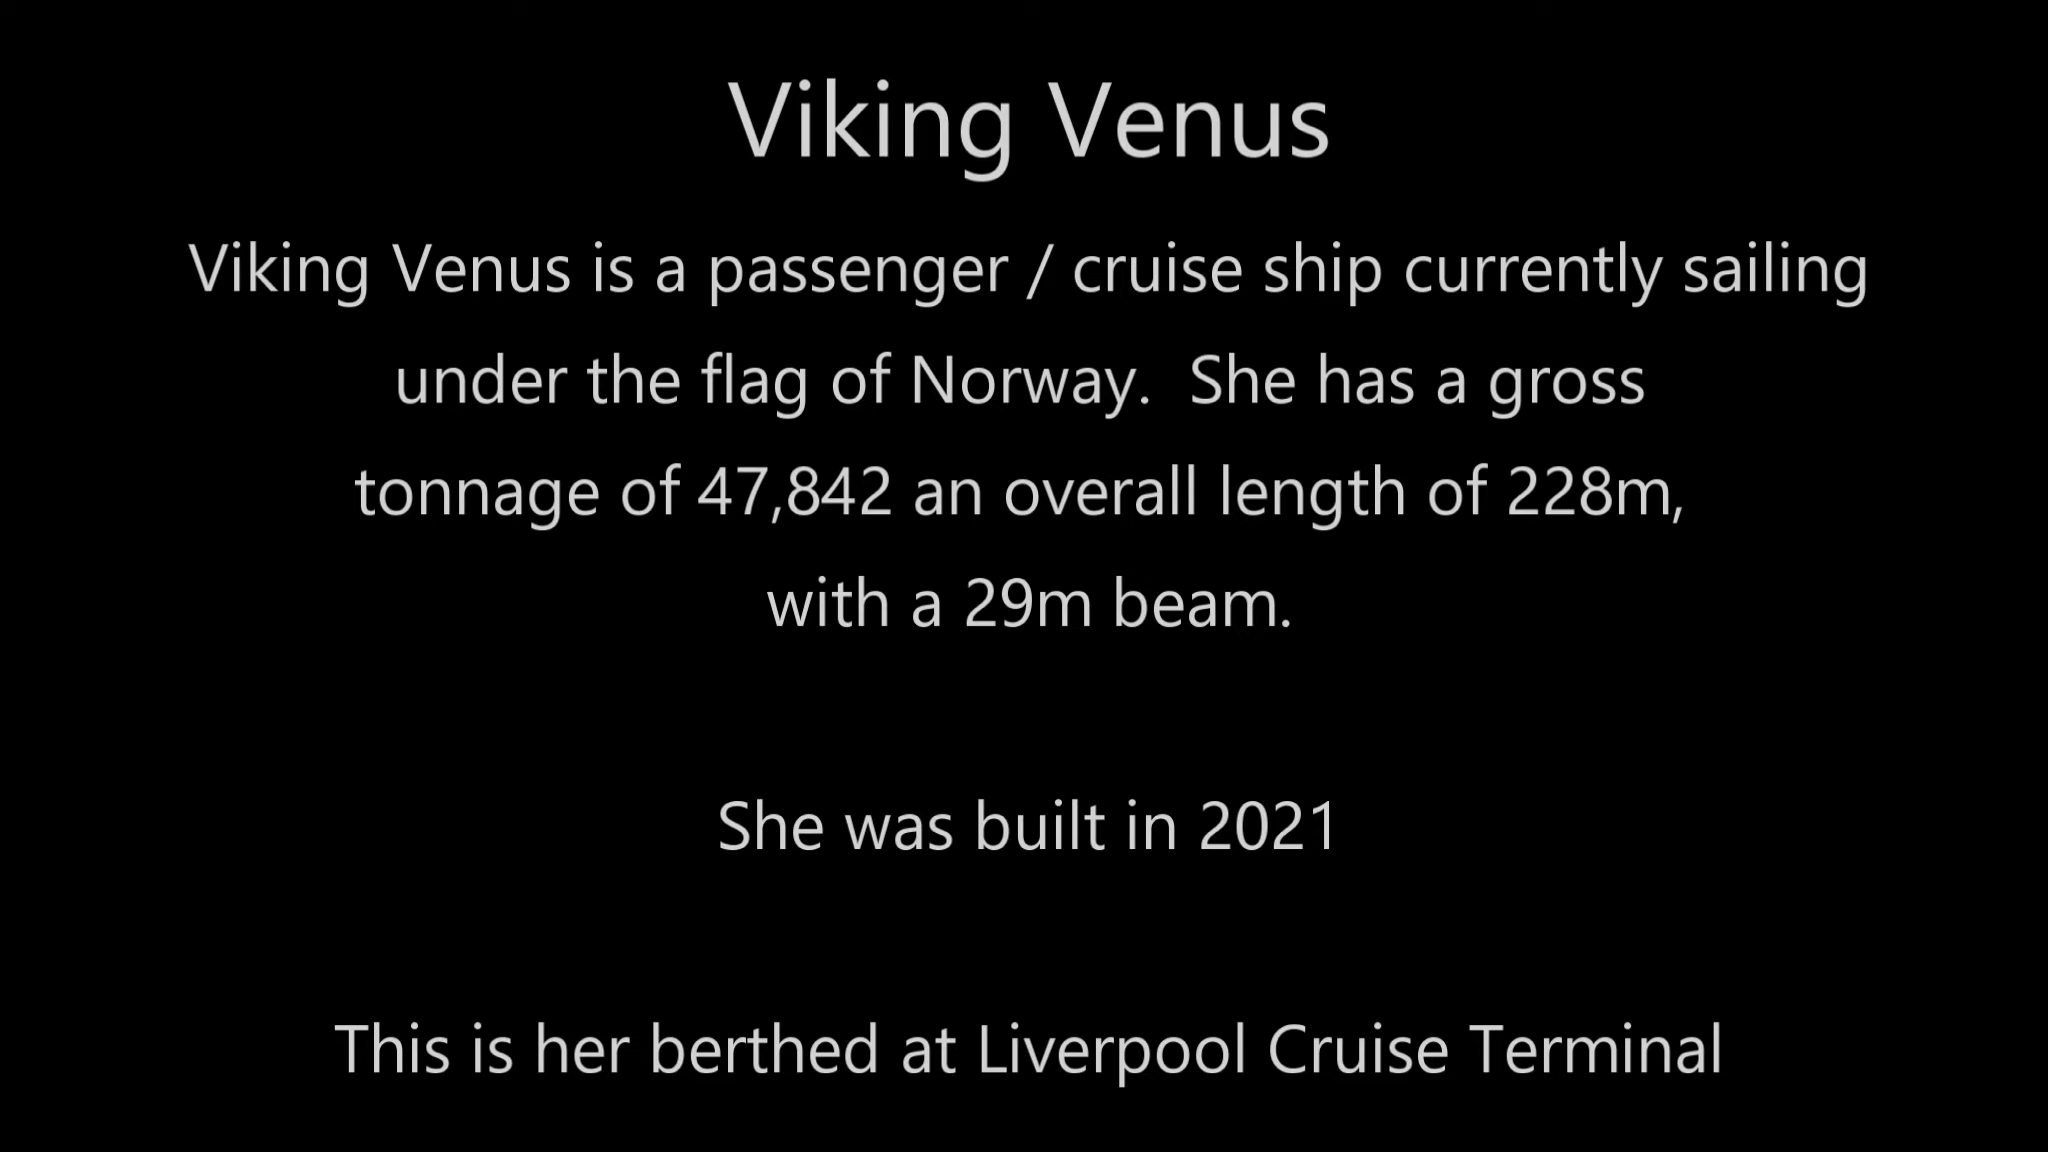 Viking Venus
Viking Venus is a passenger / cruise ship currently sailing
under the flag of Norway.  She has a gross
tonnage of 47,842 an overall length of 228m,
with a 29m beam.
She was built in 2021
This is her berthed at Liverpool Cruise Terminal